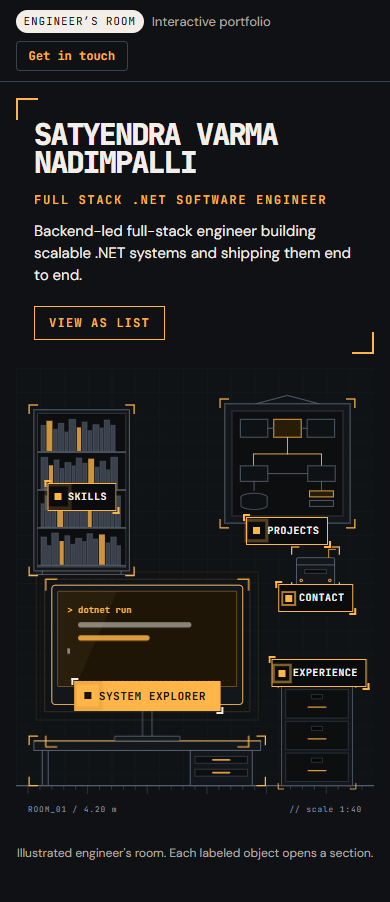 ENGINEER'S ROOM Interactive portfolio
Get in touch
SATYENDRA VARMA
NADIMPALLI
FULL STACK .NET SOFTWARE ENGINEER
Backend-led full-stack engineer building
scalable .NET systems and shipping them end
to end.
VIEW AS LIST
SKILLS
PROJECTS
CONTACT
> dotnet run
EXPERIENCE
SYSTEM EXPLORER
ROOM_01 / 4.20 m
// scale 1:40
Illustrated engineer's room. Each labeled object opens a section.